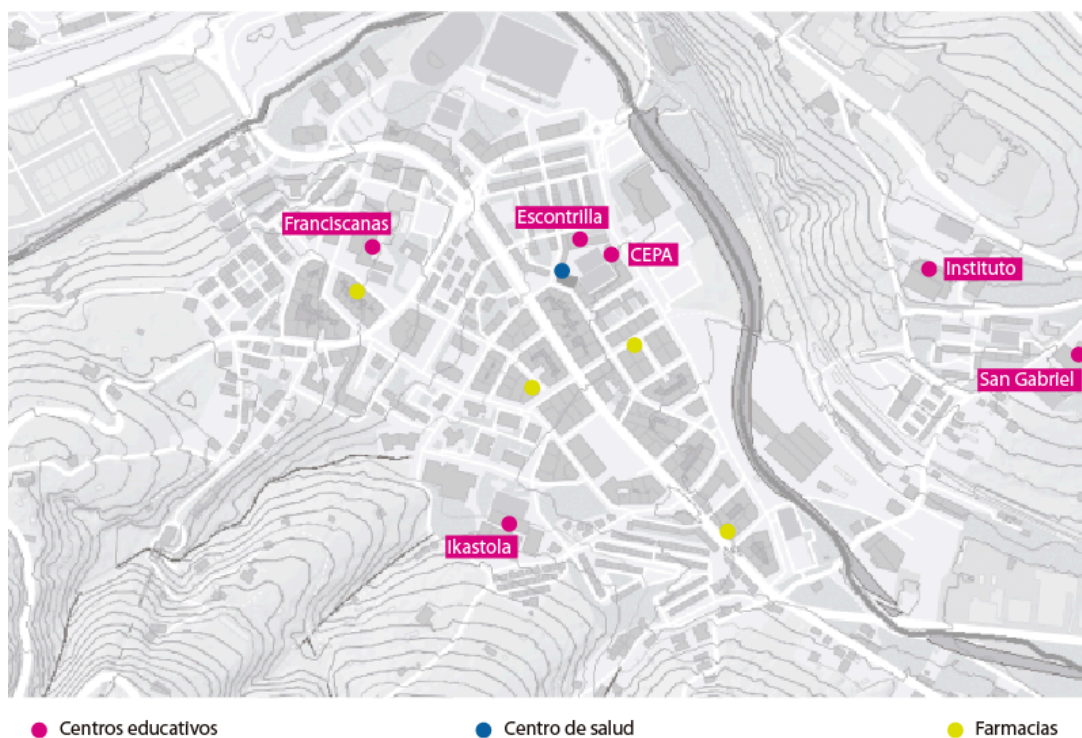 Escontrilla
Franciscanas
CEPA
Instituto
San Gabriel
Ikastola
Centros educativos
Centro de salud
Farmacias